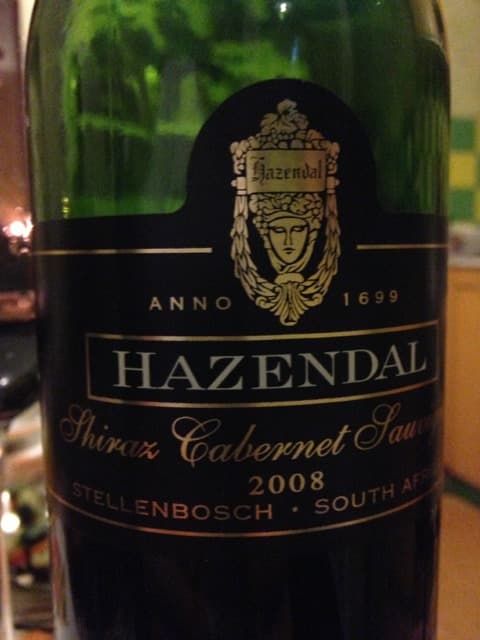 Hazendal
ANNO 1699
HAZENDAL
Shiraz Cabernet
2008
STELLENBOSCH · SOUTH